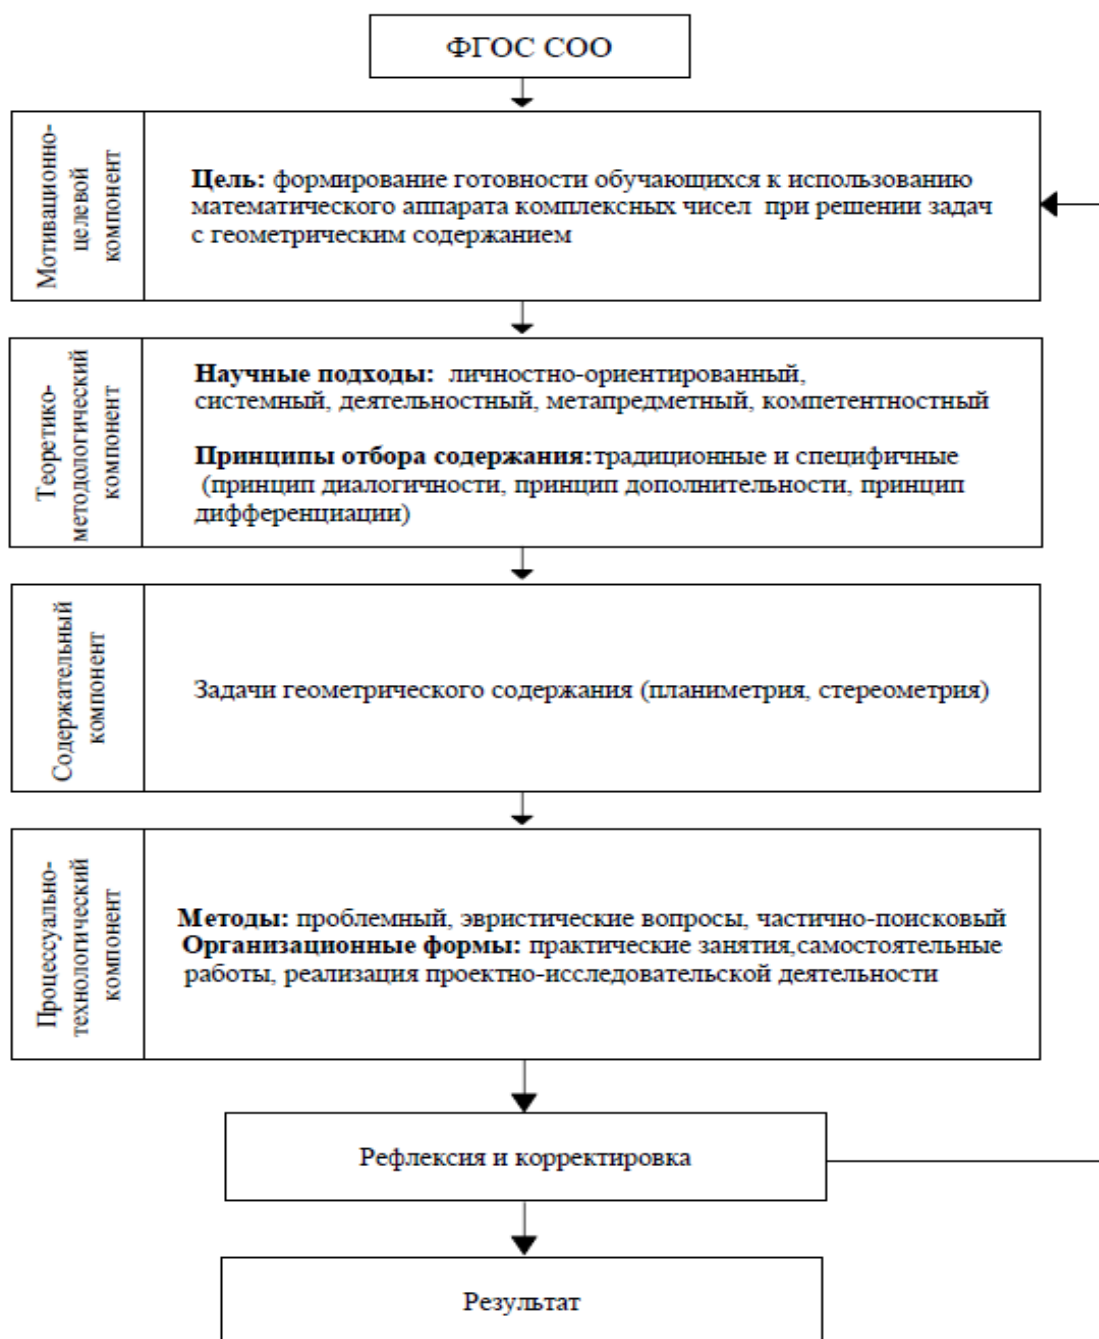 ФГОС СОО
Мотивационно-
целевой
компонент
Цель: формирование готовности обучающихся к использованию
математического аппарата комплексных чисел при решении задач
с геометрическим содержанием
Теоретико-
методологический
компонент
Научные подходы: личностно-ориентированный,
системный, деятельностный, метапредметный, компетентностный
Принципы отбора содержания:традиционные и специфичные
(принцип диалогичности, принцип дополнительности, принцип
дифференциации)
Содержательный
компонент
Задачи геометрического содержания (планиметрия, стереометрия)
Процессуально-
технологический
компонент
Методы: проблемный, эвристические вопросы, частично-поисковый
Организационные формы: практические занятия,самостоятельные
работы, реализация проектно-исследовательской деятельности
Рефлексия и корректировка
Результат